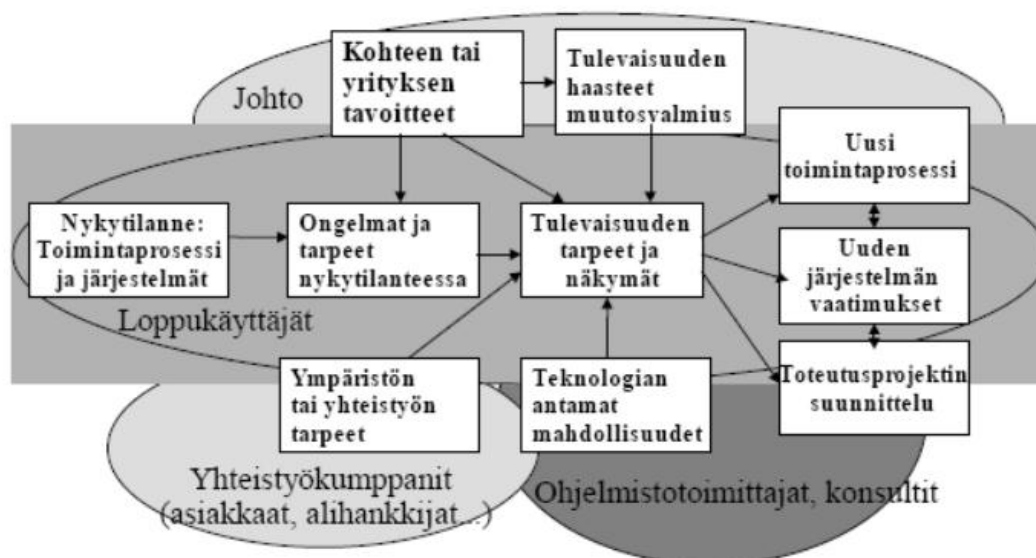 Kohteen tai
yrityksen
tavoitteet
Tulevaisuuden
haasteet
muutosvalmius
Johto
Uusi
toimintaprosessi
Nykytilanne:
Toimintaprosessi
ja järjestelmät
Ongelmat ja
tarpeet
nykytilanteessa
Tulevaisuuden
tarpeet ja
näkymät
Uuden
järjestelmän
vaatimukset
Loppukäyttäjät
Ympäristön
tai yhteistyön
tarpeet
Teknologian
antamat
mahdollisuudet
Toteutusprojektin
suunnittelu
Yhteistyökumppanit
(asiakkaat, alihankkijat...)
Ohjelmistotoimittajat, konsultit